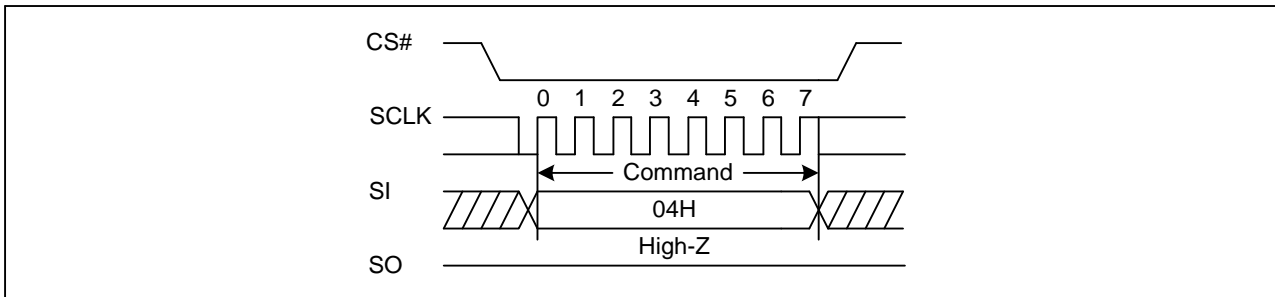 CS#
0 1 2 3 4 5 6 7
SCLK
Command
SI
04H
High-Z
SO